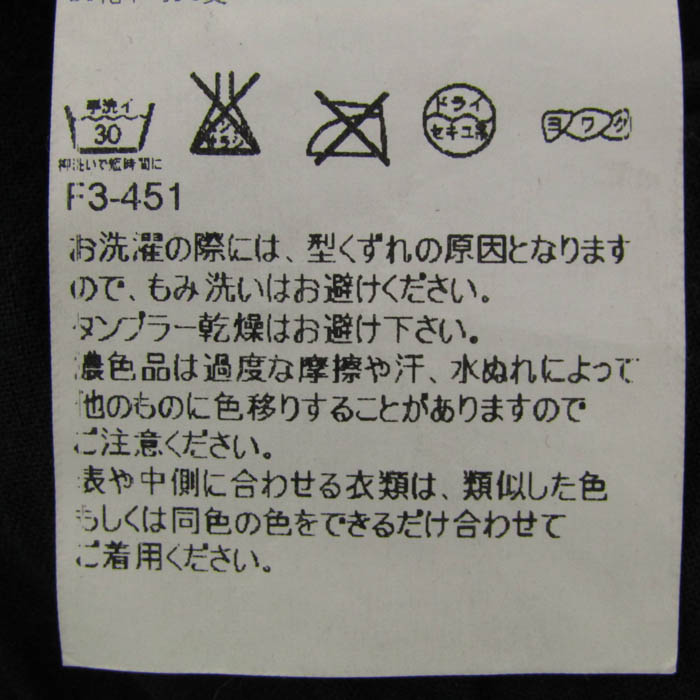 手洗イ
30
エンソ
サラシ
ドライ
セキユ系
ヨワク
押洗いで短時間に
F3-451
お洗濯の際には、型くずれの原因となります
ので、もみ洗いはお避けください。
タンブラー乾燥はお避け下さい。
濃色品は過度な摩擦や汗、水ぬれによって
他のものに色移りすることがありますので
ご注意ください。
表や中側に合わせる衣類は、類似した色
もしくは同色の色をできるだけ合わせて
ご着用ください。